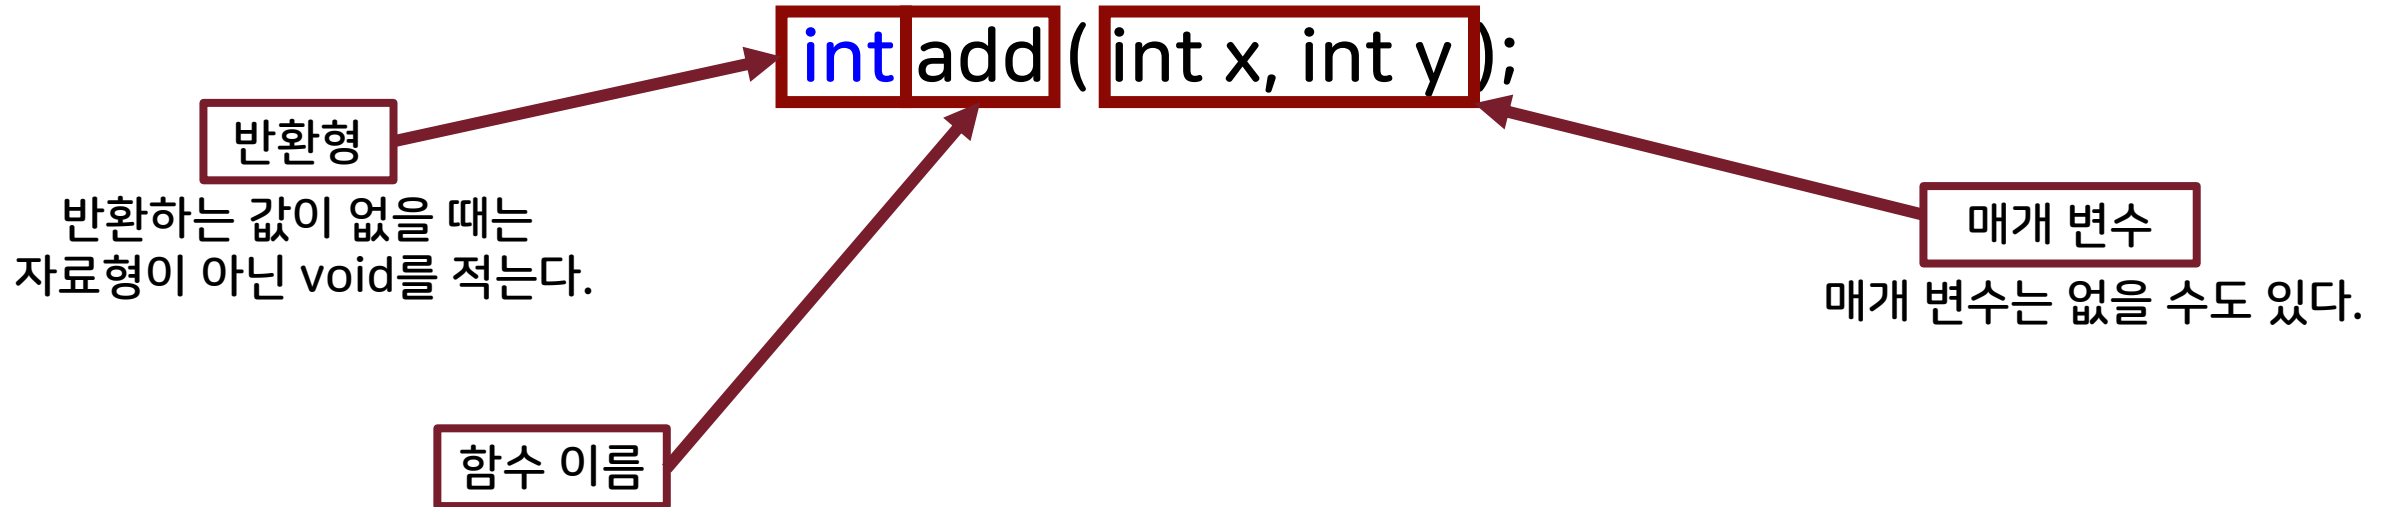 int add ( int x, int y );
반환형
반환하는 값이 없을 때는
자료형이 아닌 void를 적는다.
매개 변수
매개 변수는 없을 수도 있다.
함수 이름